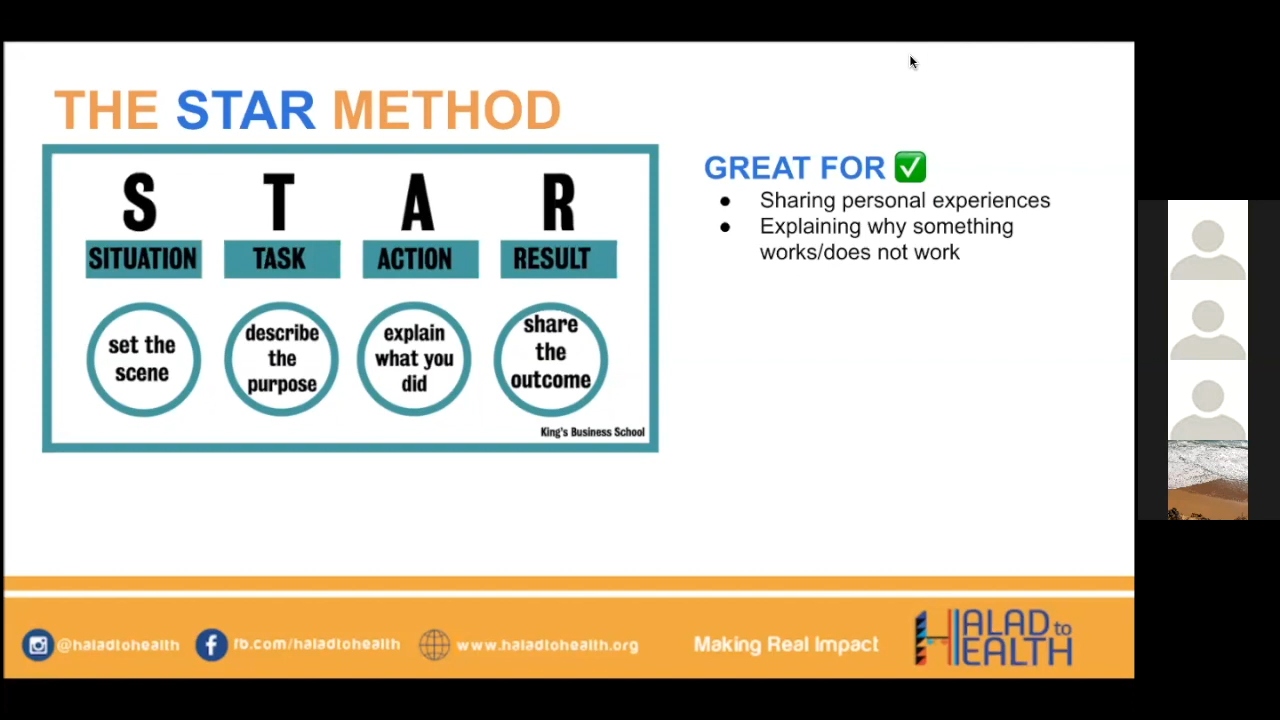 THE STAR METHOD
S T A R
SITUATION TASK ACTION RESULT
set the
scene
describe
the
purpose
explain
what you
did
share
the
outcome
King's Business School
GREAT FOR ✅
● Sharing personal experiences
● Explaining why something
works/does not work
@haladtohealth
fb.com/haladtohealth
www.haladtohealth.org
Making Real Impact
HALAD to
HEALTH